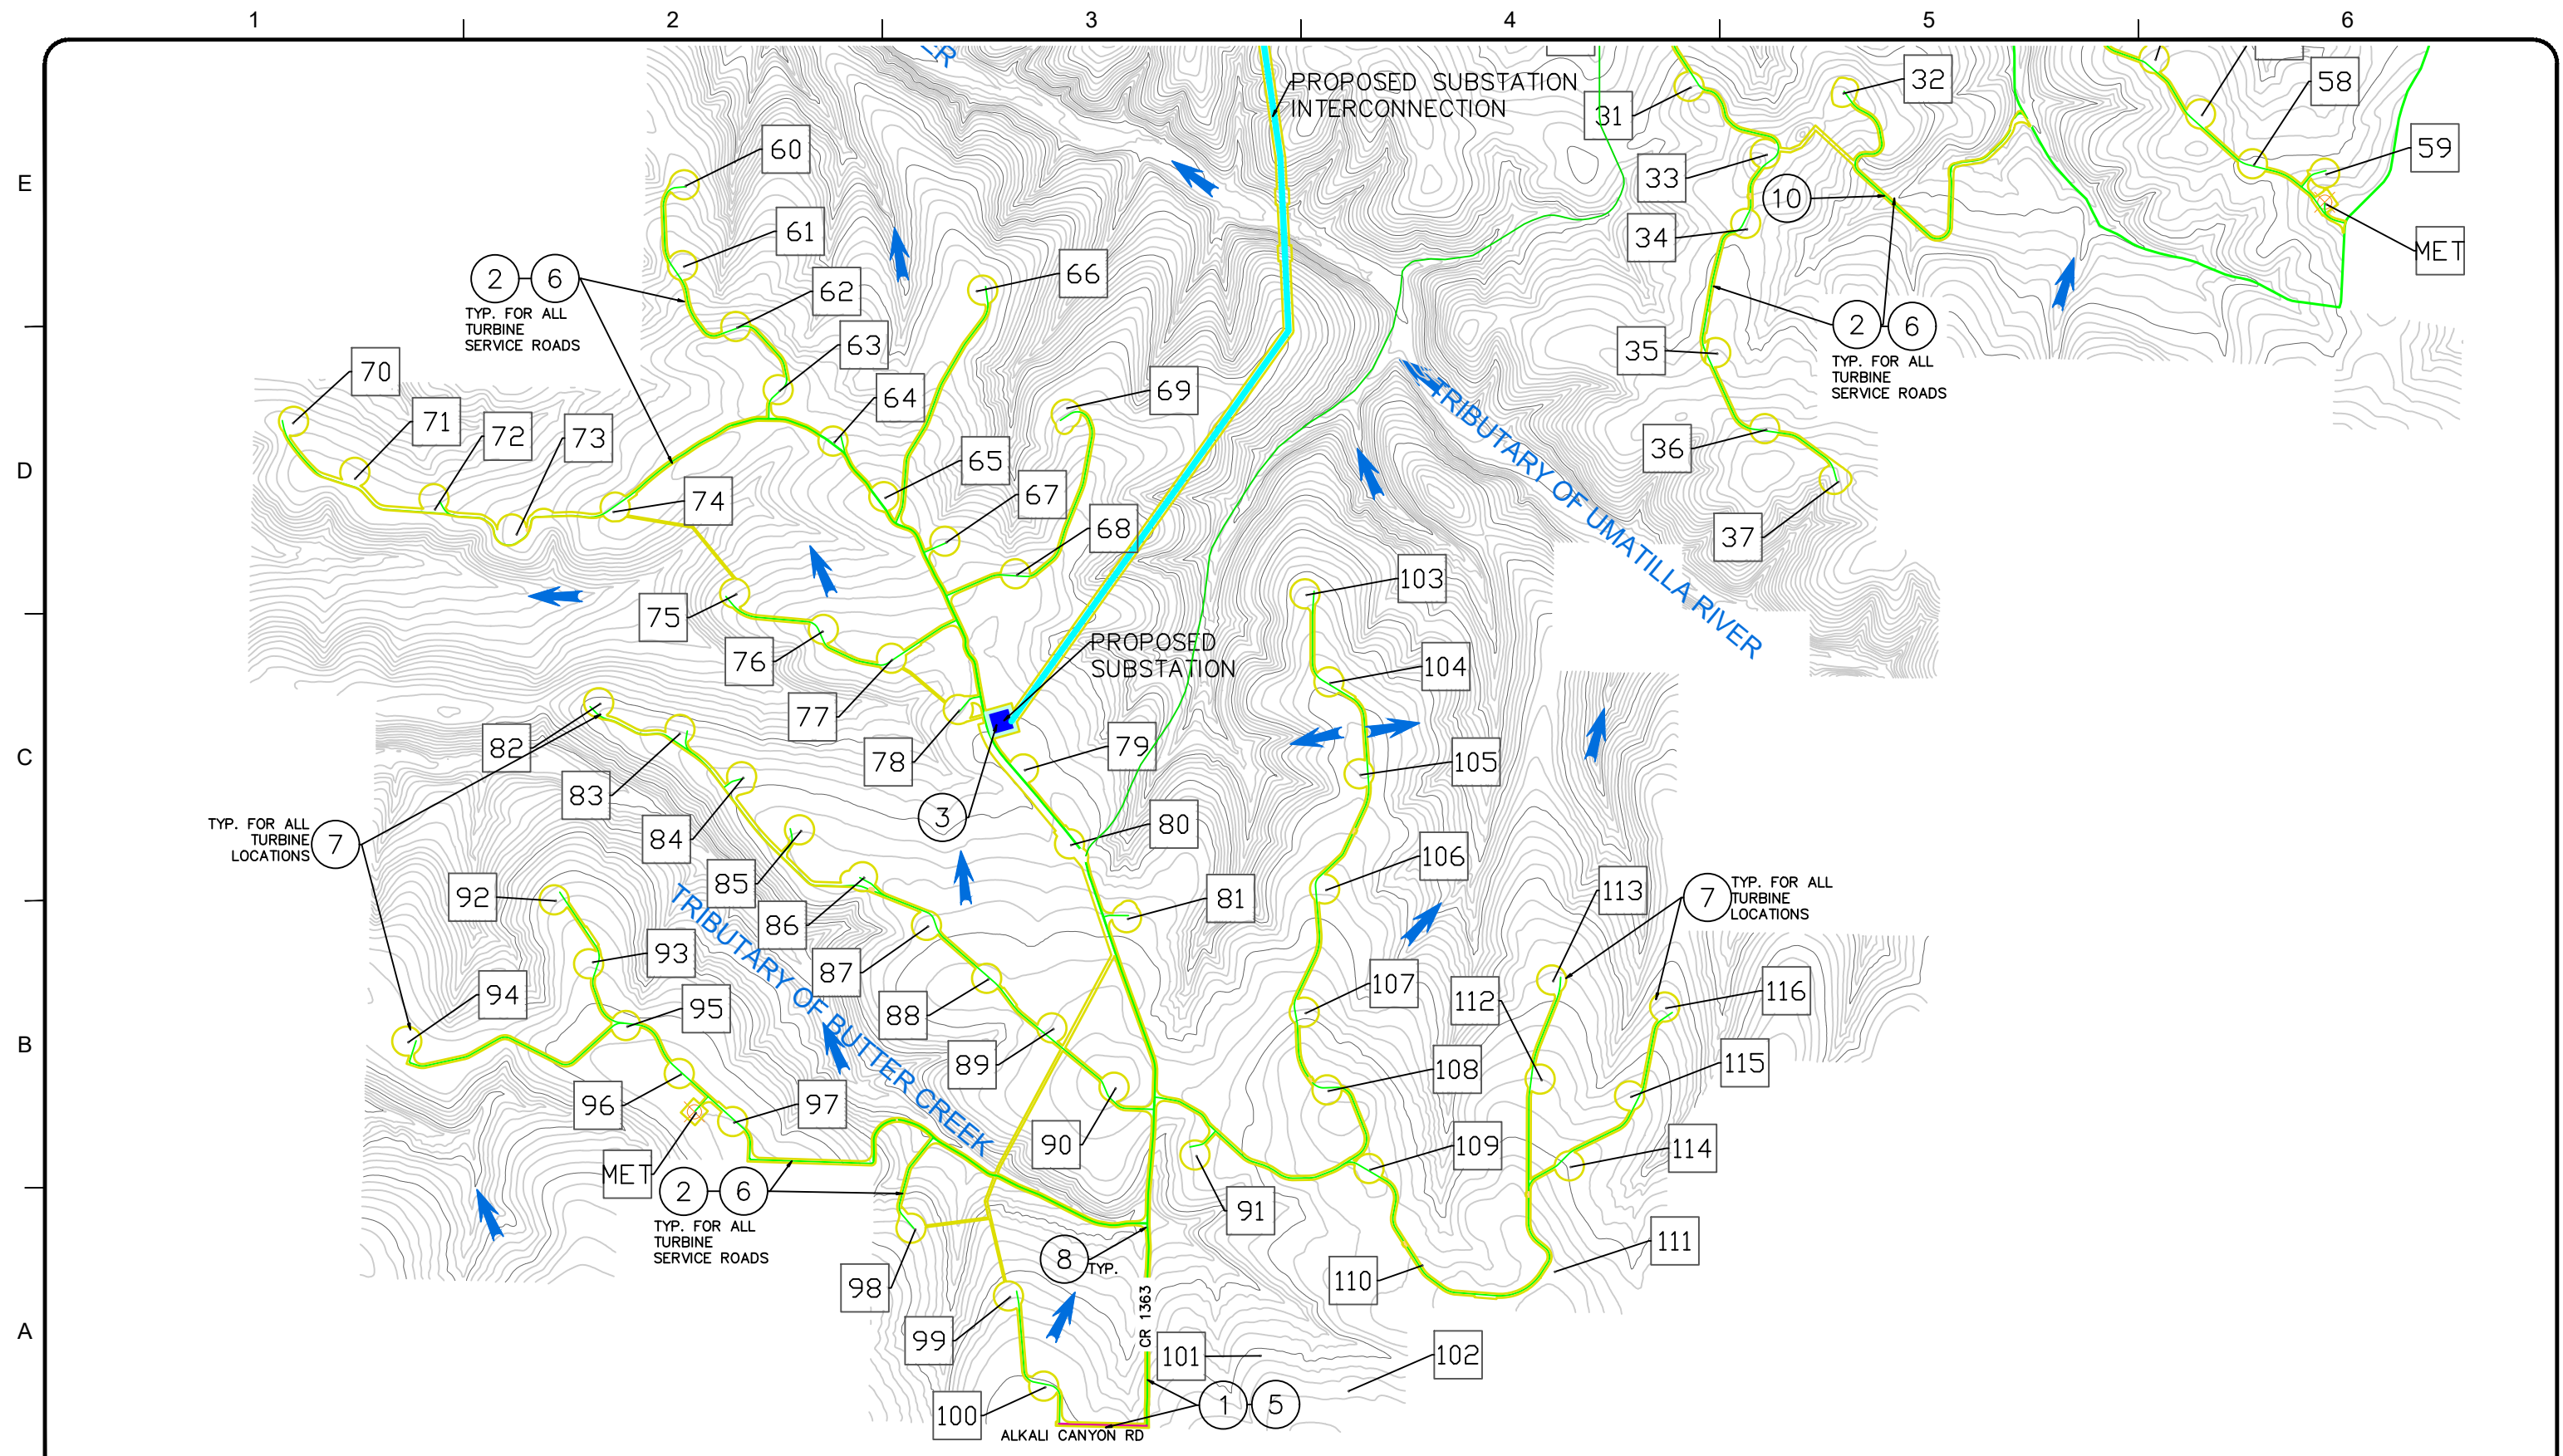 1 2 3 4 5 6
E
D
C
B
A
R
PROPOSED SUBSTATION
INTERCONNECTION
31
32
33
34
35
36
37
58
59
MET
10
2 6
TYP. FOR ALL
TURBINE
SERVICE ROADS
60
61
62
63
64
65
66
67
68
69
2 6
TYP. FOR ALL
TURBINE
SERVICE ROADS
70
71
72
73
74
75
76
77
78
79
80
81
TRIBUTARY OF UMATILLA RIVER
PROPOSED
SUBSTATION
3
82
83
84
85
86
87
88
89
90
91
TYP. FOR ALL
TURBINE
LOCATIONS
7
92
93
94
95
96
97
98
99
100
101
102
TRIBUTARY OF BUTTER CREEK
MET
2 6
TYP. FOR ALL
TURBINE
SERVICE ROADS
103
104
105
106
107
108
109
110
111
112
113
114
115
116
7
TYP. FOR ALL
TURBINE
LOCATIONS
8
TYP.
CR 1363
1 5
ALKALI CANYON RD